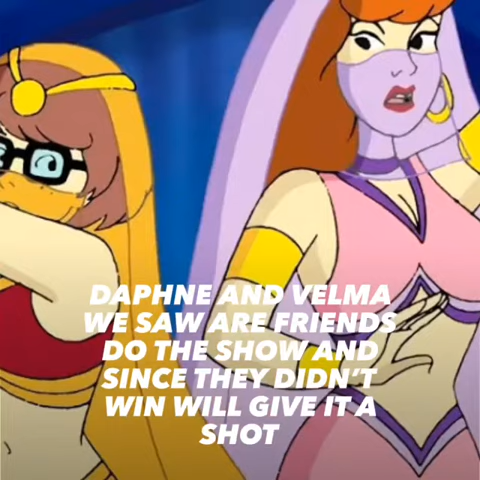 DAPHNE AND VELMA
WE SAW ARE FRIENDS
DO THE SHOW AND
SINCE THEY DIDN'T
WIN WILL GIVE IT A
SHOT